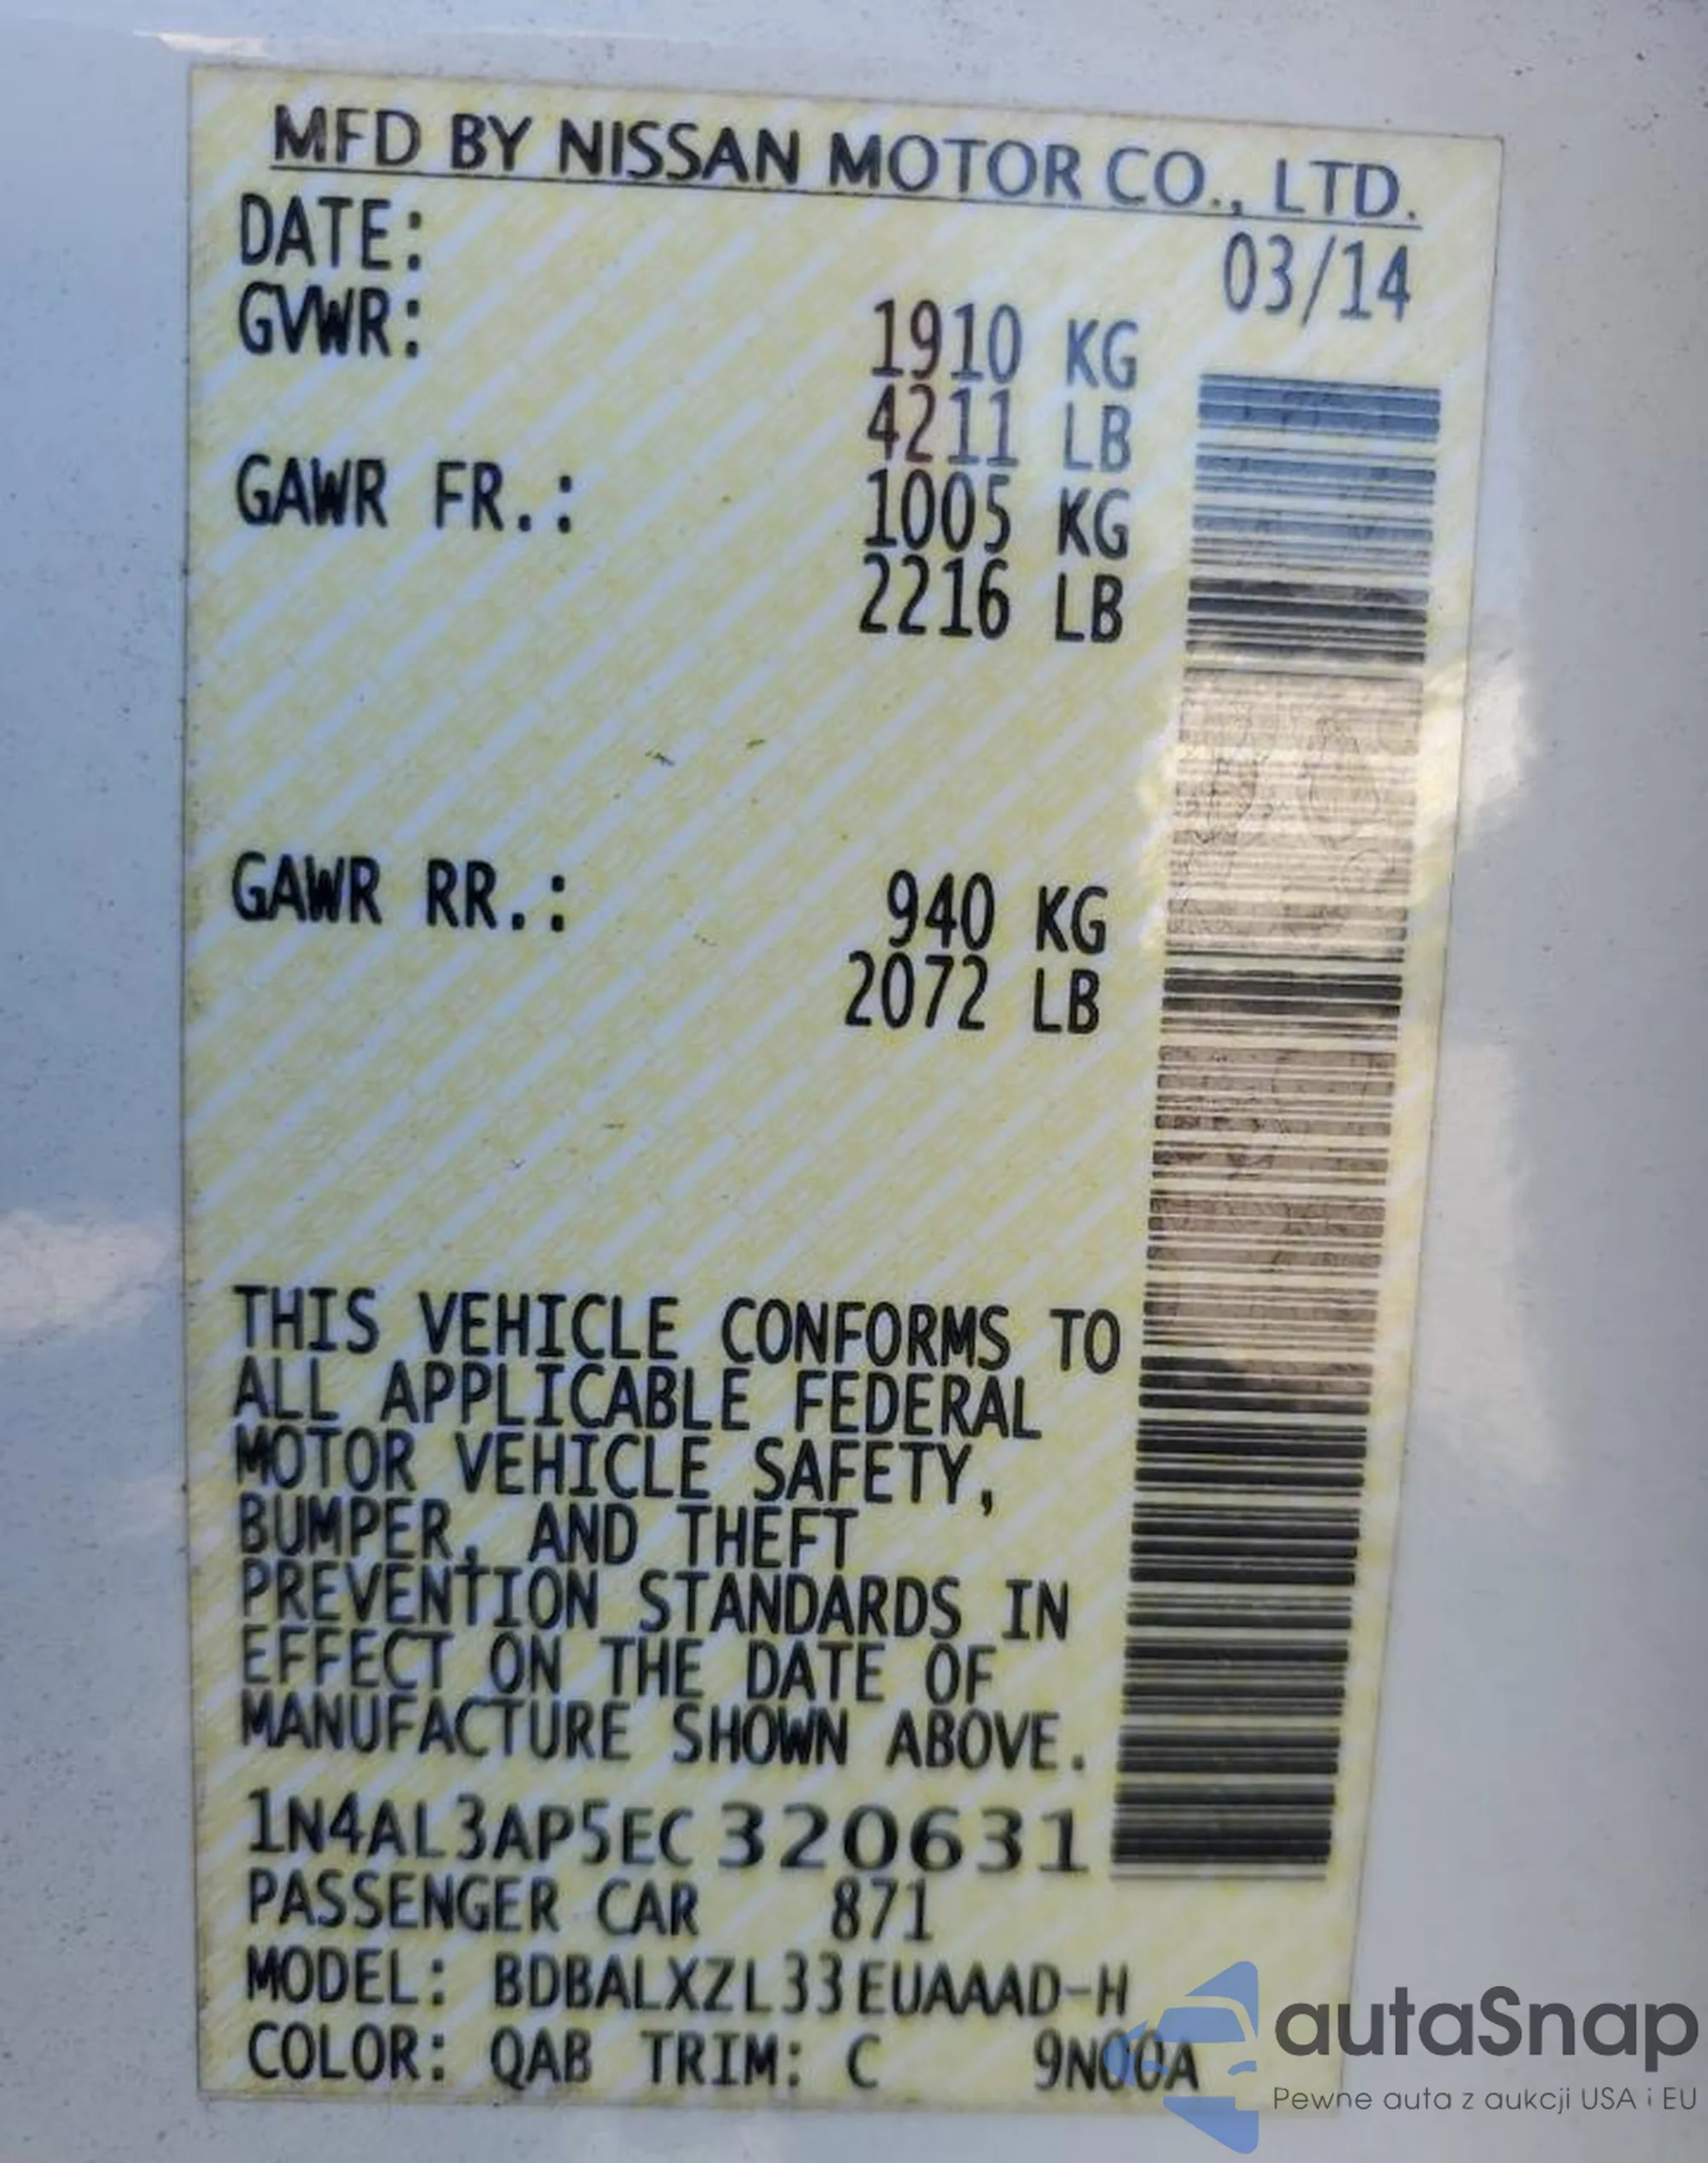 MFD BY NISSAN MOTOR CO., LTD.
DATE: 03/14
GVWR: 1910 KG
4211 LB
GAWR FR.: 1005 KG
2216 LB
GAWR RR.: 940 KG
2072 LB
THIS VEHICLE CONFORMS TO
ALL APPLICABLE FEDERAL
MOTOR VEHICLE SAFETY,
BUMPER, AND THEFT
PREVENTION STANDARDS IN
EFFECT ON THE DATE OF
MANUFACTURE SHOWN ABOVE.
1N4AL3AP5EC320631
PASSENGER CAR 871
MODEL: BDBALXZL33EUAAAD-H
COLOR: QAB TRIM: C 9N00A
autaSnap
Pewne auta z aukcji USA i EU